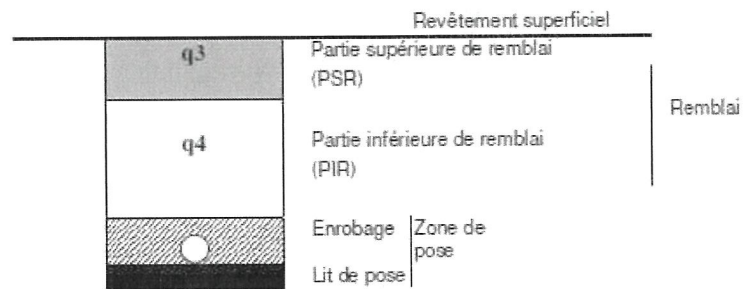 Revêtement superficiel
q3
Partie supérieure de remblai
(PSR)
Remblai
q4
Partie inférieure de remblai
(PIR)
Enrobage
Zone de
pose
Lit de pose